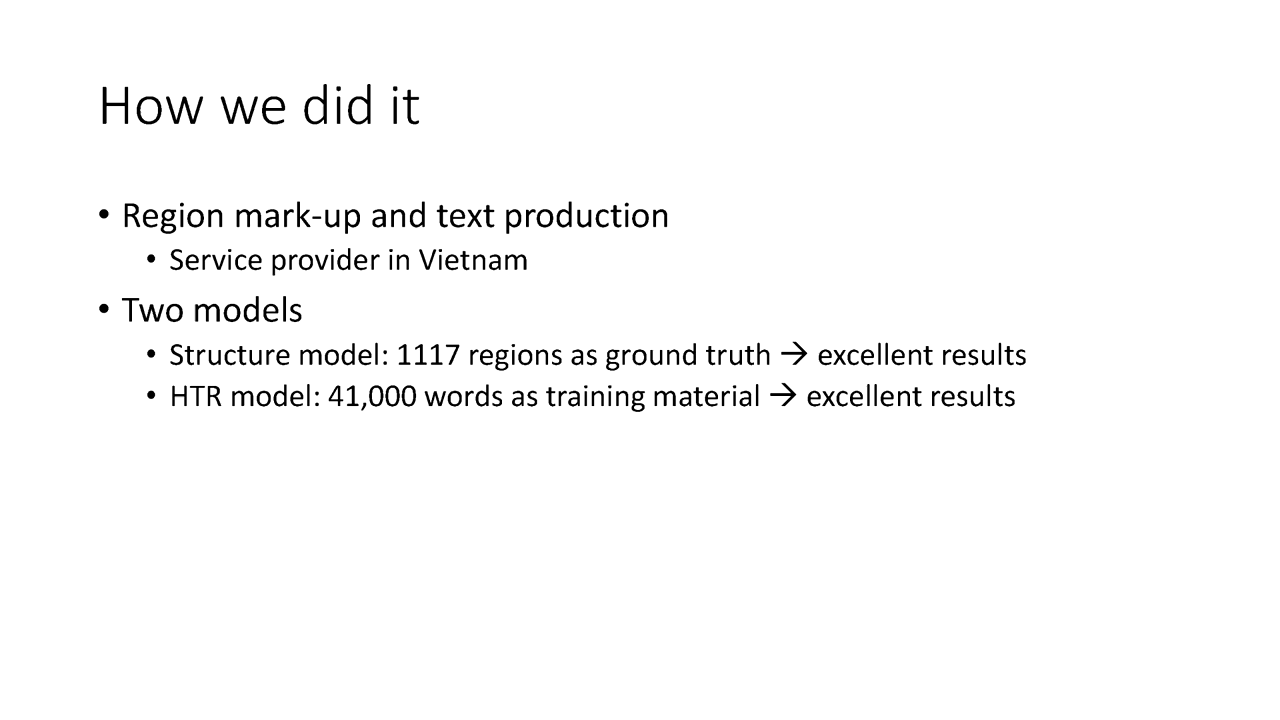 How we did it
• Region mark-up and text production
• Service provider in Vietnam
• Two models
• Structure model: 1117 regions as ground truth → excellent results
• HTR model: 41,000 words as training material → excellent results